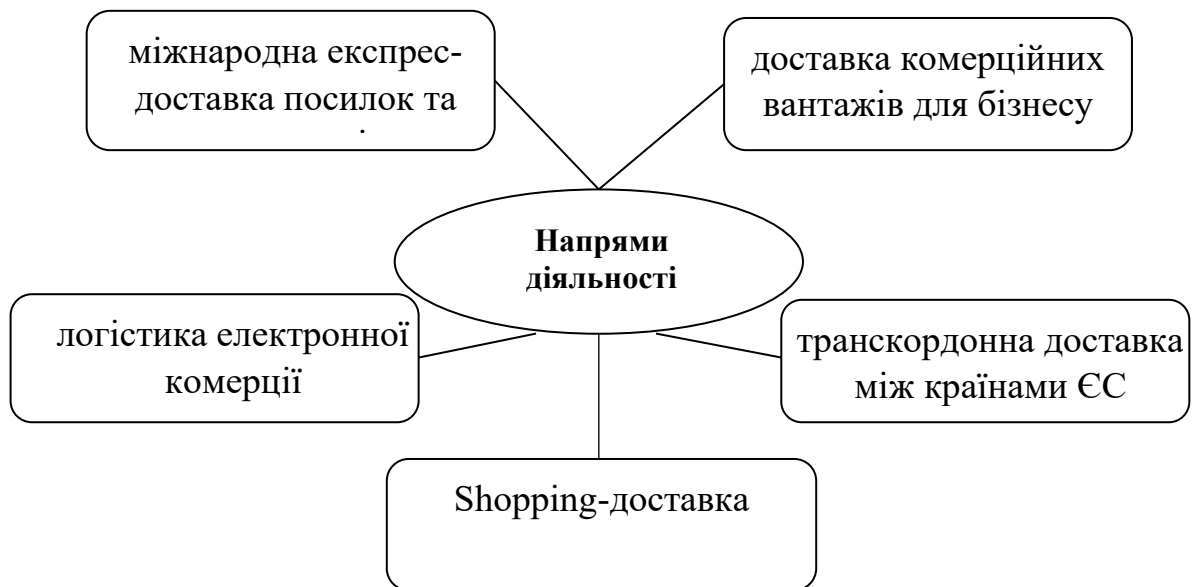 міжнародна експрес-
доставка посилок та
доставка комерційних
вантажів для бізнесу
Напрями
діяльності
логістика електронної
комерції
транскордонна доставка
між країнами ЄС
Shopping-доставка